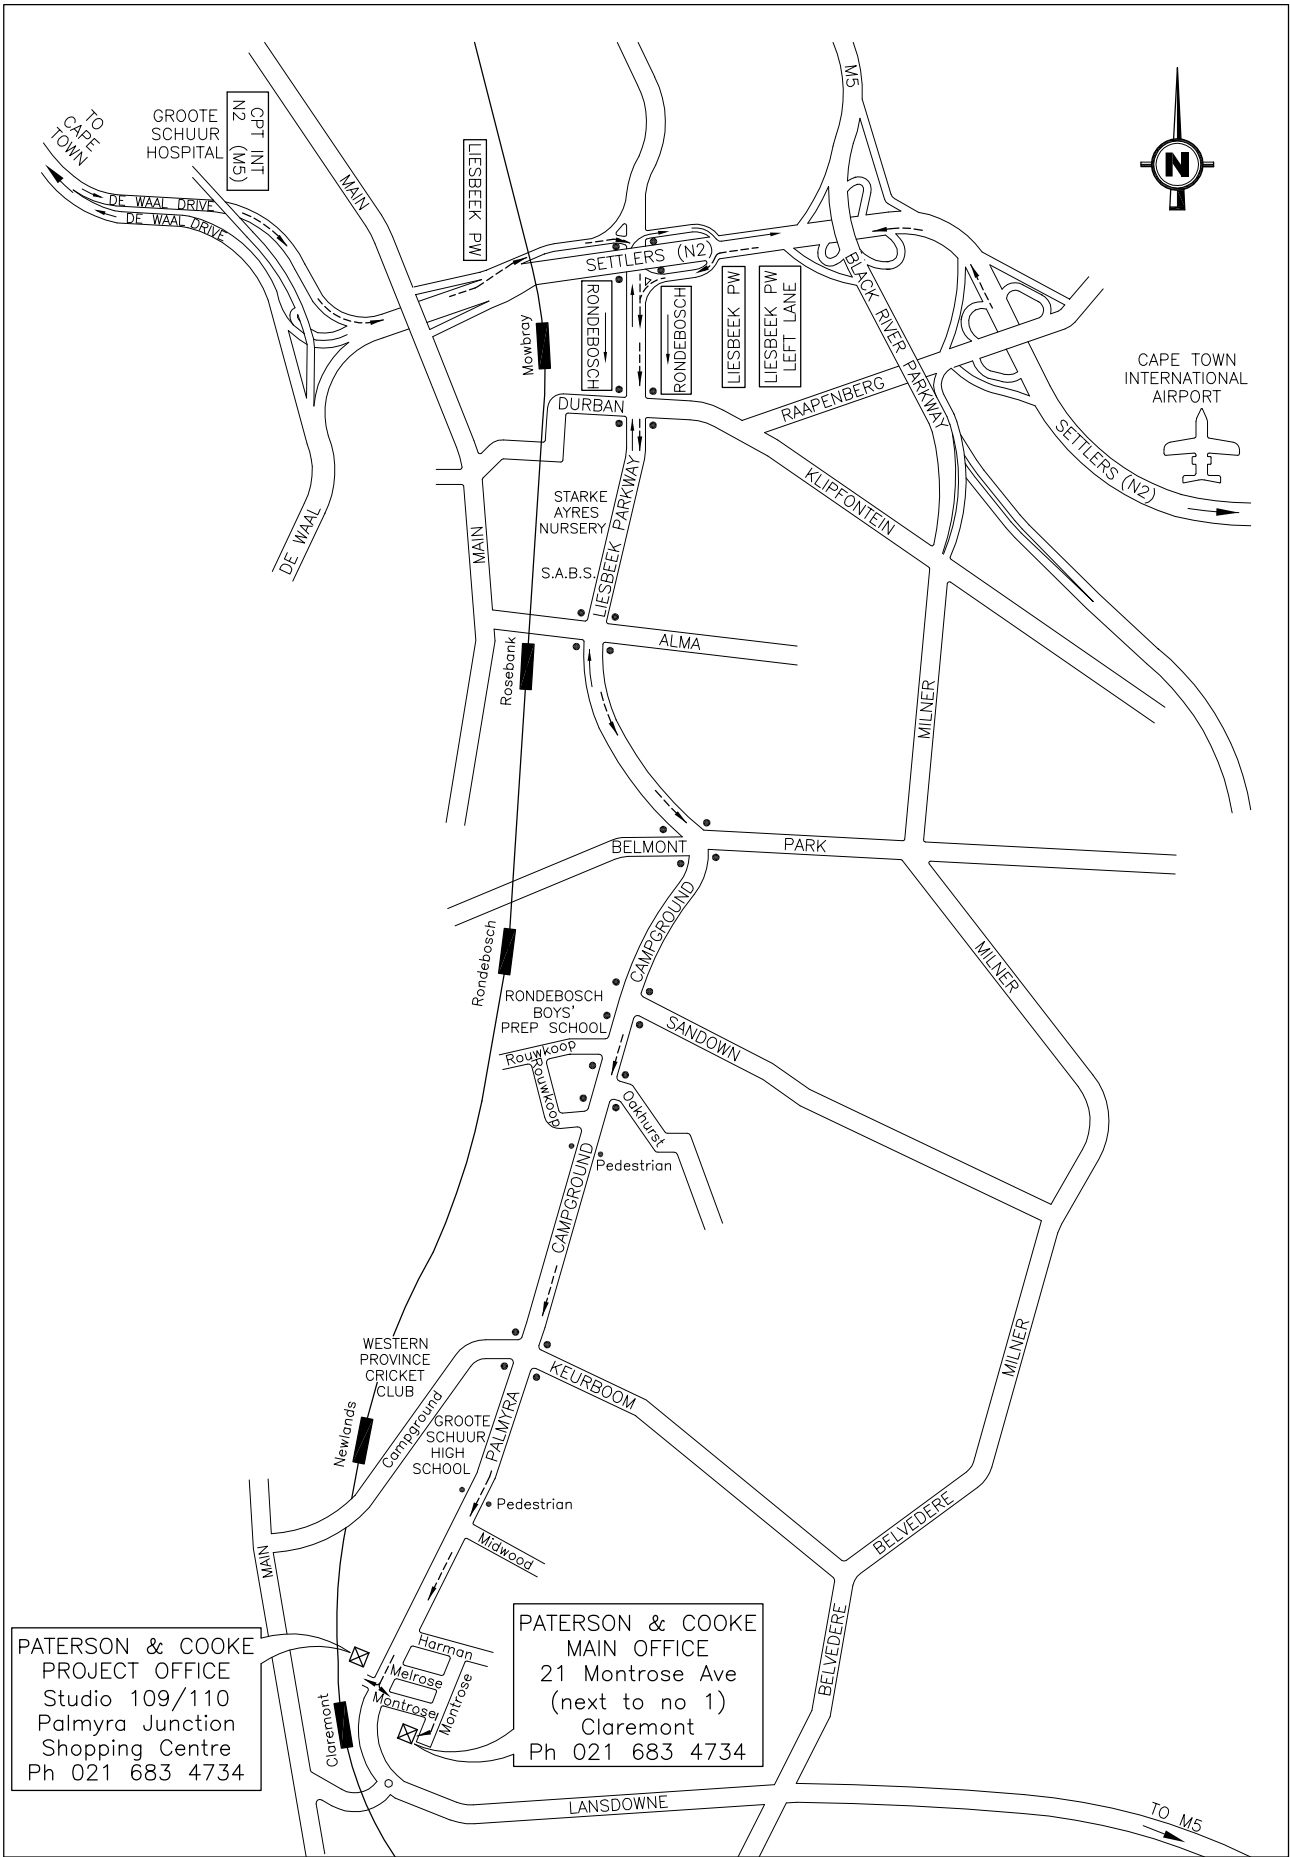 TO
CAPE
TOWN
GROOTE
SCHUUR
HOSPITAL
CPT INT
N2 (M5)
DE WAAL DRIVE
DE WAAL DRIVE
MAIN
LIESBEEK PW
M5
N
SETTLERS (N2)
RONDEBOSCH
RONDEBOSCH
LIESBEEK PW
LIESBEEK PW
LEFT LANE
BLACK RIVER PARKWAY
Mowbray
DURBAN
RAAPENBERG
CAPE TOWN
INTERNATIONAL
AIRPORT
SETTLERS (N2)
KLIPFONTEIN
DE WAAL
MAIN
STARKE
AYRES
NURSERY
LIESBEEK PARKWAY
S.A.B.S.
ALMA
Rosebank
MILNER
BELMONT
PARK
CAMPGROUND
Rondebosch
MILNER
RONDEBOSCH
BOYS'
PREP SCHOOL
SANDOWN
Rouwkoop
Rouwkoop
Oakhurst
Pedestrian
CAMPGROUND
WESTERN
PROVINCE
CRICKET
CLUB
KEURBOOM
MILNER
Newlands
Campground
GROOTE
SCHUUR
HIGH
SCHOOL
PALMYRA
Pedestrian
Midwood
BELVEDERE
MAIN
BELVEDERE
PATERSON & COOKE
PROJECT OFFICE
Studio 109/110
Palmyra Junction
Shopping Centre
Ph 021 683 4734
Harman
Melrose
Montrose
Montrose
PATERSON & COOKE
MAIN OFFICE
21 Montrose Ave
(next to no 1)
Claremont
Ph 021 683 4734
Claremont
LANSDOWNE
TO M5